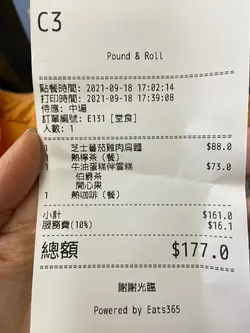 C3
Pound & Roll
點餐時間: 2021-09-18 17:02:14
打印時間: 2021-09-18 17:39:08
侍應: 中場
訂單編號: E131 [堂食]
人數: 1
1 芝士蕃茄雞肉扁麵 $88.0
1 熱檸茶（餐）
1 牛油蛋糕伴雪糕 $73.0
伯爵茶
開心果
1 熱咖啡（餐）
小計 $161.0
服務費(10%) $16.1
總額 $177.0
謝謝光臨
Powered by Eats365